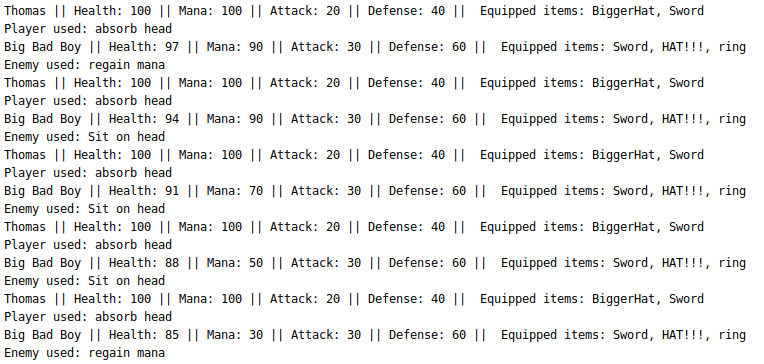 Thomas || Health: 100 || Mana: 100 || Attack: 20 || Defense: 40 ||  Equipped items: BiggerHat, Sword
Player used: absorb head
Big Bad Boy || Health: 97 || Mana: 90 || Attack: 30 || Defense: 60 ||  Equipped items: Sword, HAT!!!, ring
Enemy used: regain mana
Thomas || Health: 100 || Mana: 100 || Attack: 20 || Defense: 40 ||  Equipped items: BiggerHat, Sword
Player used: absorb head
Big Bad Boy || Health: 94 || Mana: 90 || Attack: 30 || Defense: 60 ||  Equipped items: Sword, HAT!!!, ring
Enemy used: Sit on head
Thomas || Health: 100 || Mana: 100 || Attack: 20 || Defense: 40 ||  Equipped items: BiggerHat, Sword
Player used: absorb head
Big Bad Boy || Health: 91 || Mana: 70 || Attack: 30 || Defense: 60 ||  Equipped items: Sword, HAT!!!, ring
Enemy used: Sit on head
Thomas || Health: 100 || Mana: 100 || Attack: 20 || Defense: 40 ||  Equipped items: BiggerHat, Sword
Player used: absorb head
Big Bad Boy || Health: 88 || Mana: 50 || Attack: 30 || Defense: 60 ||  Equipped items: Sword, HAT!!!, ring
Enemy used: Sit on head
Thomas || Health: 100 || Mana: 100 || Attack: 20 || Defense: 40 ||  Equipped items: BiggerHat, Sword
Player used: absorb head
Big Bad Boy || Health: 85 || Mana: 30 || Attack: 30 || Defense: 60 ||  Equipped items: Sword, HAT!!!, ring
Enemy used: regain mana